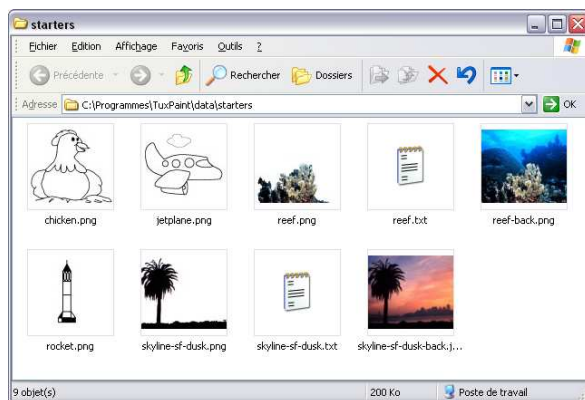 starters
Fichier Edition Affichage Favoris Outils ?
Précédente Rechercher Dossiers
Adresse C:\Programmes\TuxPaint\data\starters OK
chicken.png jetplane.png reef.png reef.txt reef-back.png
rocket.png skyline-sf-dusk.png skyline-sf-dusk.txt skyline-sf-dusk-back.j...
9 objet(s) 200 Ko Poste de travail